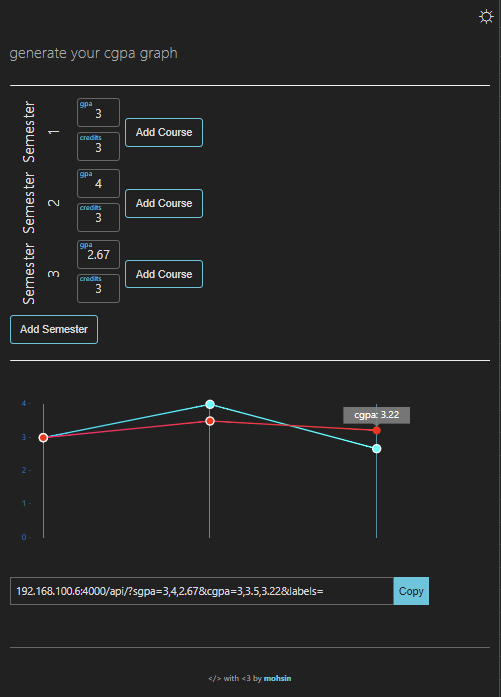 generate your cgpa graph
Semester 1
gpa
3
credits
3
Add Course
Semester 2
gpa
4
credits
3
Add Course
Semester 3
gpa
2.67
credits
3
Add Course
Add Semester
4
cgpa: 3.22
3
2
1
0
192.168.100.6:4000/api/?sgpa=3,4,2.67&cgpa=3,3.5,3.22&labels=
Copy
</> with <3 by mohsin